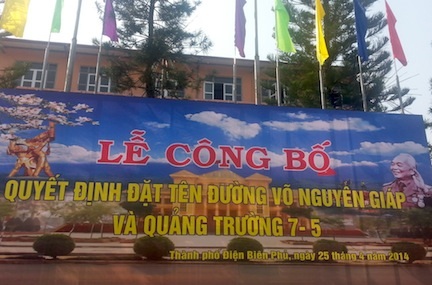 LỄ CÔNG BỐ
QUYẾT ĐỊNH ĐẶT TÊN ĐƯỜNG VÕ NGUYÊN GIÁP
VÀ QUẢNG TRƯỜNG 7- 5
Thành phố Điện Biên Phủ, ngày 25 tháng 4 năm 2014